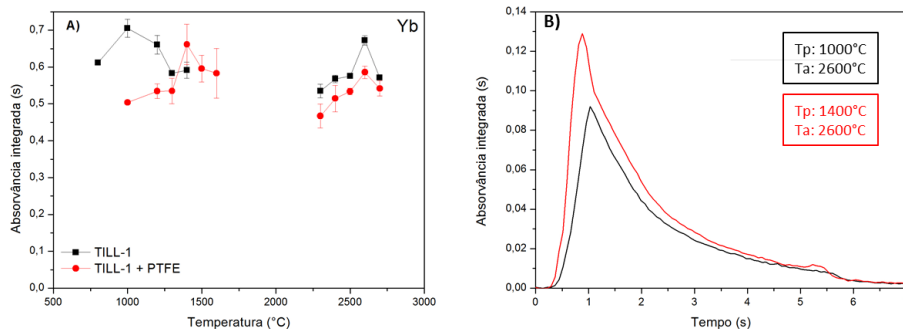 A)
Yb
0,7
0,6
0,5
0,4
0,3
0,2
0,1
0,0
Absorvância integrada (s)
TILL-1
TILL-1 + PTFE
500 1000 1500 2000 2500 3000
Temperatura (°C)
B)
0,14
0,12
0,10
0,08
0,06
0,04
0,02
0,00
Absorvância integrada (s)
Tp: 1000°C
Ta: 2600°C
Tp: 1400°C
Ta: 2600°C
0 1 2 3 4 5 6
Tempo (s)